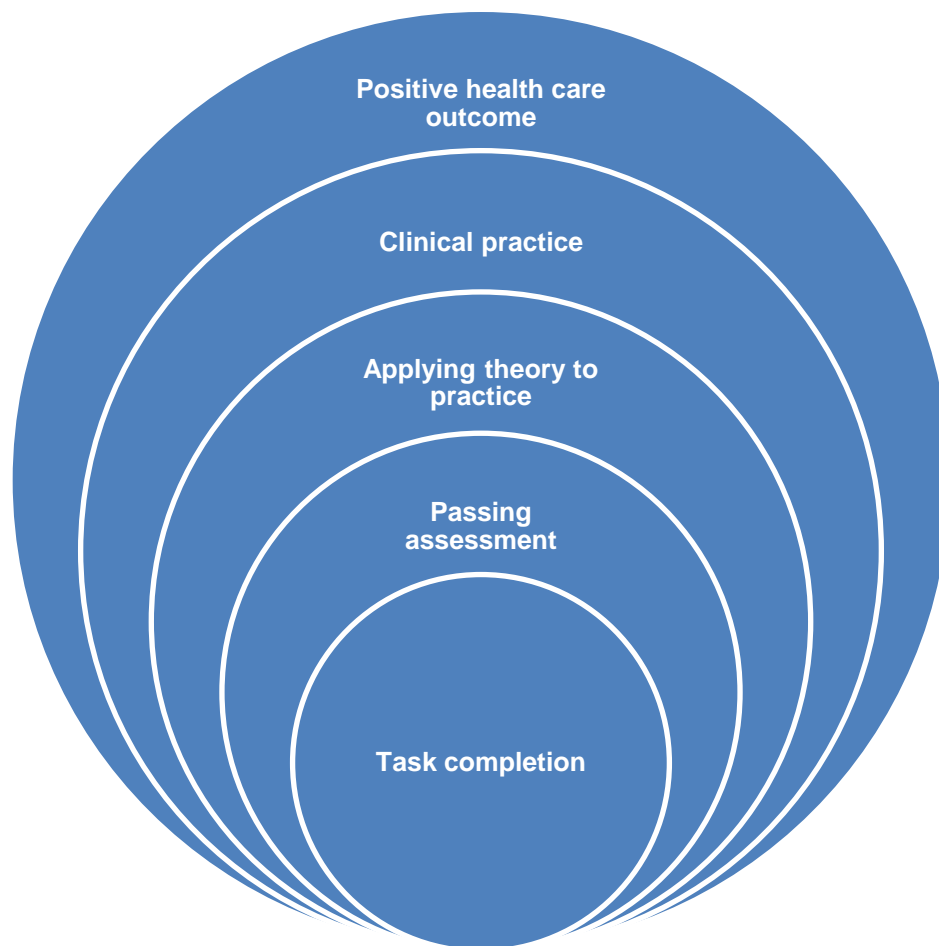 Positive health care
outcome
Clinical practice
Applying theory to
practice
Passing
assessment
Task completion